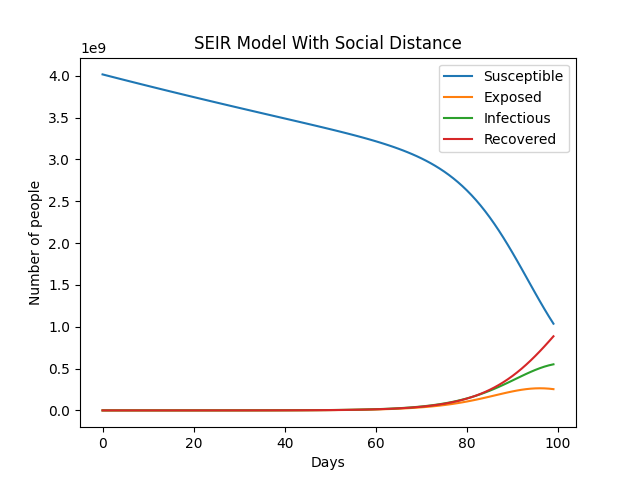 SEIR Model With Social Distance
1e9
4.0
3.5
3.0
2.5
2.0
1.5
1.0
0.5
0.0
Number of people
Susceptible
Exposed
Infectious
Recovered
0 20 40 60 80 100
Days